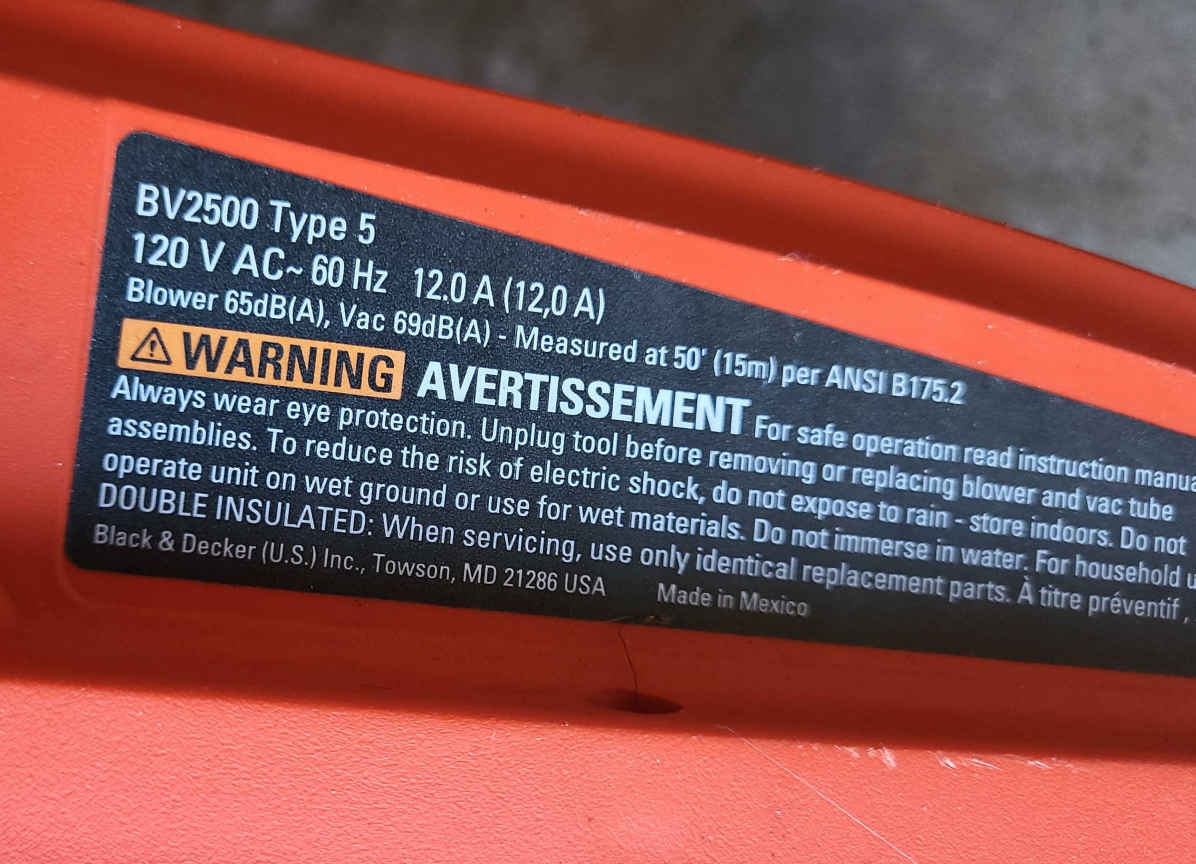 BV2500 Type 5
120 V AC~ 60 Hz 12.0 A (12,0 A)
Blower 65dB(A), Vac 69dB(A) - Measured at 50' (15m) per ANSI B175.2
WARNING AVERTISSEMENT For safe operation read instruction manua
Always wear eye protection. Unplug tool before removing or replacing blower and vac tube
assemblies. To reduce the risk of electric shock, do not expose to rain - store indoors. Do not
operate unit on wet ground or use for wet materials. Do not immerse in water. For household u
DOUBLE INSULATED: When servicing, use only identical replacement parts. À titre préventif ,
Black & Decker (U.S.) Inc., Towson, MD 21286 USA Made in Mexico